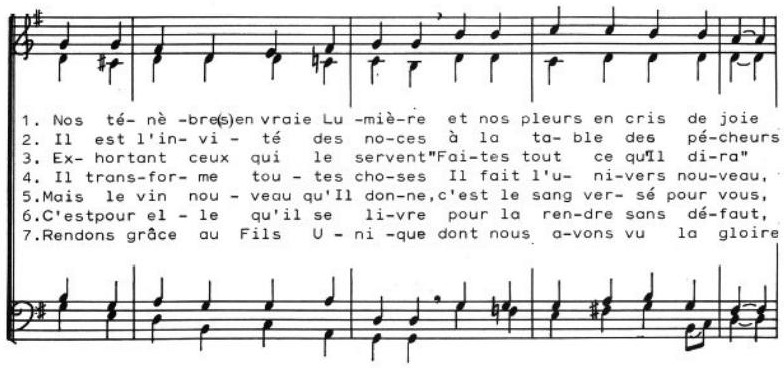 1. Nos té- nè -bre(s)en vraie Lu -miè-re et nos pleurs en cris de joie
2. Il est l'in- vi - té des no-ces à la ta- ble des pé-cheurs
3. Ex- hortant ceux qui le servent"Fai-tes tout ce qu'Il di-ra"
4. Il trans-for- me tou - tes cho-ses Il fait l'u- ni-vers nou-veau,
5.Mais le vin nou - veau qu'Il don-ne,c'est le sang ver- sé pour vous,
6.C'estpour el - le qu'il se li-vre pour la ren-dre sans dé-faut,
7.Rendons grâce au Fils U - ni -que dont nous a-vons vu la gloire